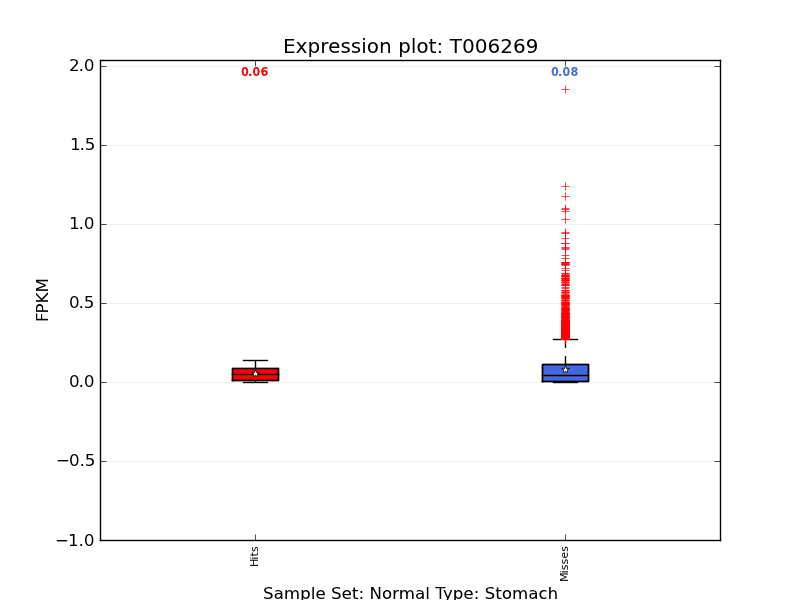 Expression plot: T006269
0.06
0.08
2.0
1.5
1.0
0.5
0.0
−0.5
−1.0
FPKM
Hits
Misses
Sample Set: Normal Type: Stomach